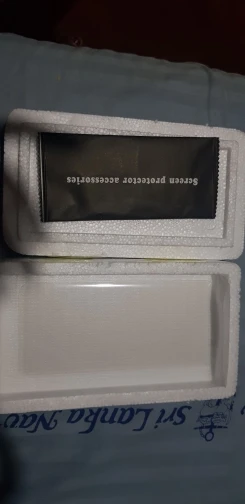 Screen protector accessories
Sri Lanka Nav